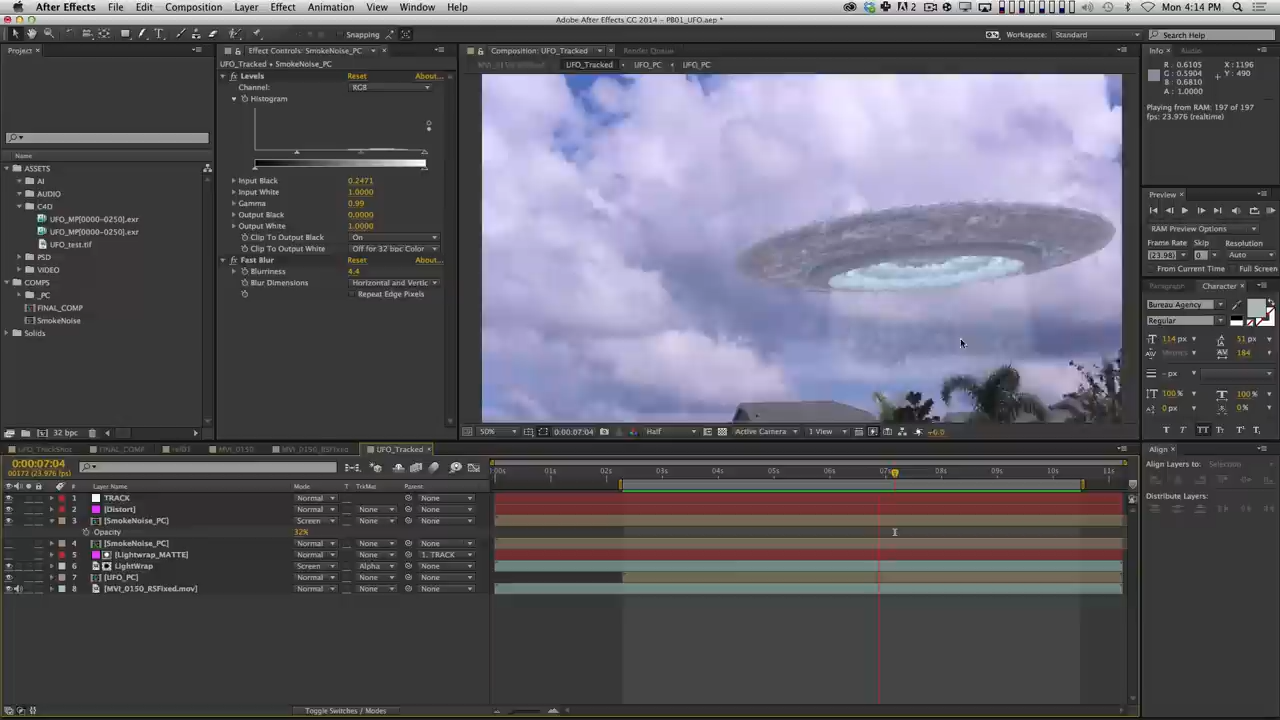 After Effects File Edit Composition Layer Effect Animation View Window Help
Mon 4:14 PM
Adobe After Effects CC 2014 – PB01_UFO.aep *
Snapping
Workspace: Standard
Search Help
Project
Effect Controls: SmokeNoise_PC
Composition: UFO_Tracked
Render Queue
Info Audio
UFO_Tracked • SmokeNoise_PC
UFO_Tracked UFO_PC UFO_PC
Levels Reset About...
Channel: RGB
Histogram
R: 0.6105
G: 0.5904
B: 0.6810
A: 1.0000
X: 1196
Y: 490
Playing from RAM: 197 of 197
fps: 23.976 (realtime)
Name
ASSETS
AI
AUDIO
C4D
UFO_MP[0000-0250].exr
UFO_MP[0000-0250].exr
UFO_test.tif
PSD
VIDEO
COMPS
_PC
FINAL_COMP
SmokeNoise
Solids
Input Black 0.2471
Input White 1.0000
Gamma 0.99
Output Black 0.0000
Output White 1.0000
Clip To Output Black On
Clip To Output White Off for 32 bpc Color
Fast Blur Reset About...
Blurriness 4.4
Blur Dimensions Horizontal and Vertic
Repeat Edge Pixels
Preview
RAM Preview Options
Frame Rate Skip Resolution
(23.98) 0 Auto
From Current Time Full Screen
Paragraph Character
Bureau Agency
Regular
114 px 51 px
Metrics 184
- px
100% 100%
0 px 0%
32 bpc
50% 0:00:07:04 Half Active Camera 1 View +0.0
UFO_ThickShot FINAL_COMP MVI_0150 MVI_0150_RSFixed UFO_Tracked
Align
0:00:07:04
00172 (23.976 fps)
:00s 01s 02s 03s 04s 05s 06s 07s 08s 09s 10s 11s
Align Layers to: Selection
Distribute Layers:
# Layer Name Mode T TrkMat Parent
1 TRACK Normal None
2 [Distort] Normal None None
3 [SmokeNoise_PC] Screen None None
Opacity 32%
4 [SmokeNoise_PC] Normal None None
5 [Lightwrap_MATTE] Normal None 1. TRACK
6 LightWrap Screen Alpha None
7 [UFO_PC] Normal None None
8 [MVI_0150_RSFixed.mov] Normal None None
Toggle Switches / Modes